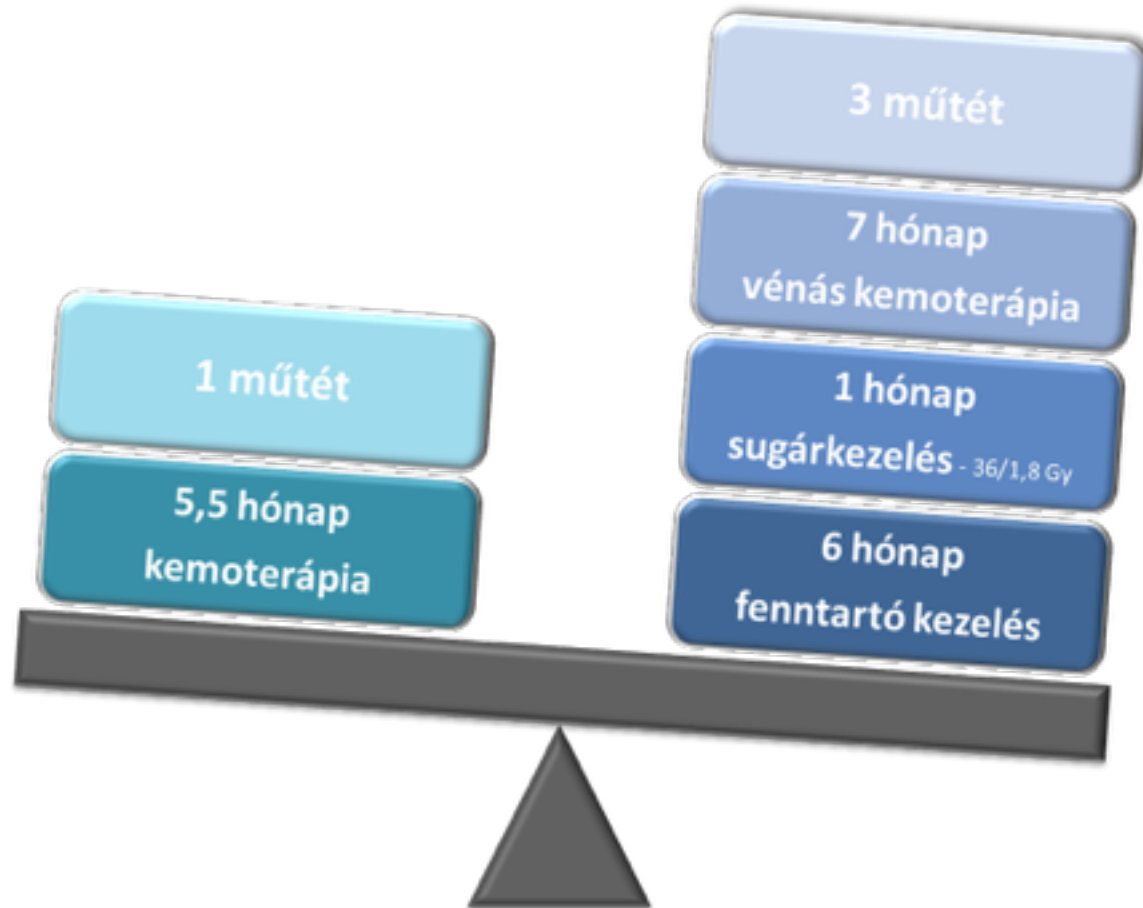 1 műtét
5,5 hónap
kemoterápia
3 műtét
7 hónap
vénás kemoterápia
1 hónap
sugárkezelés - 36/1,8 Gy
6 hónap
fenntartó kezelés